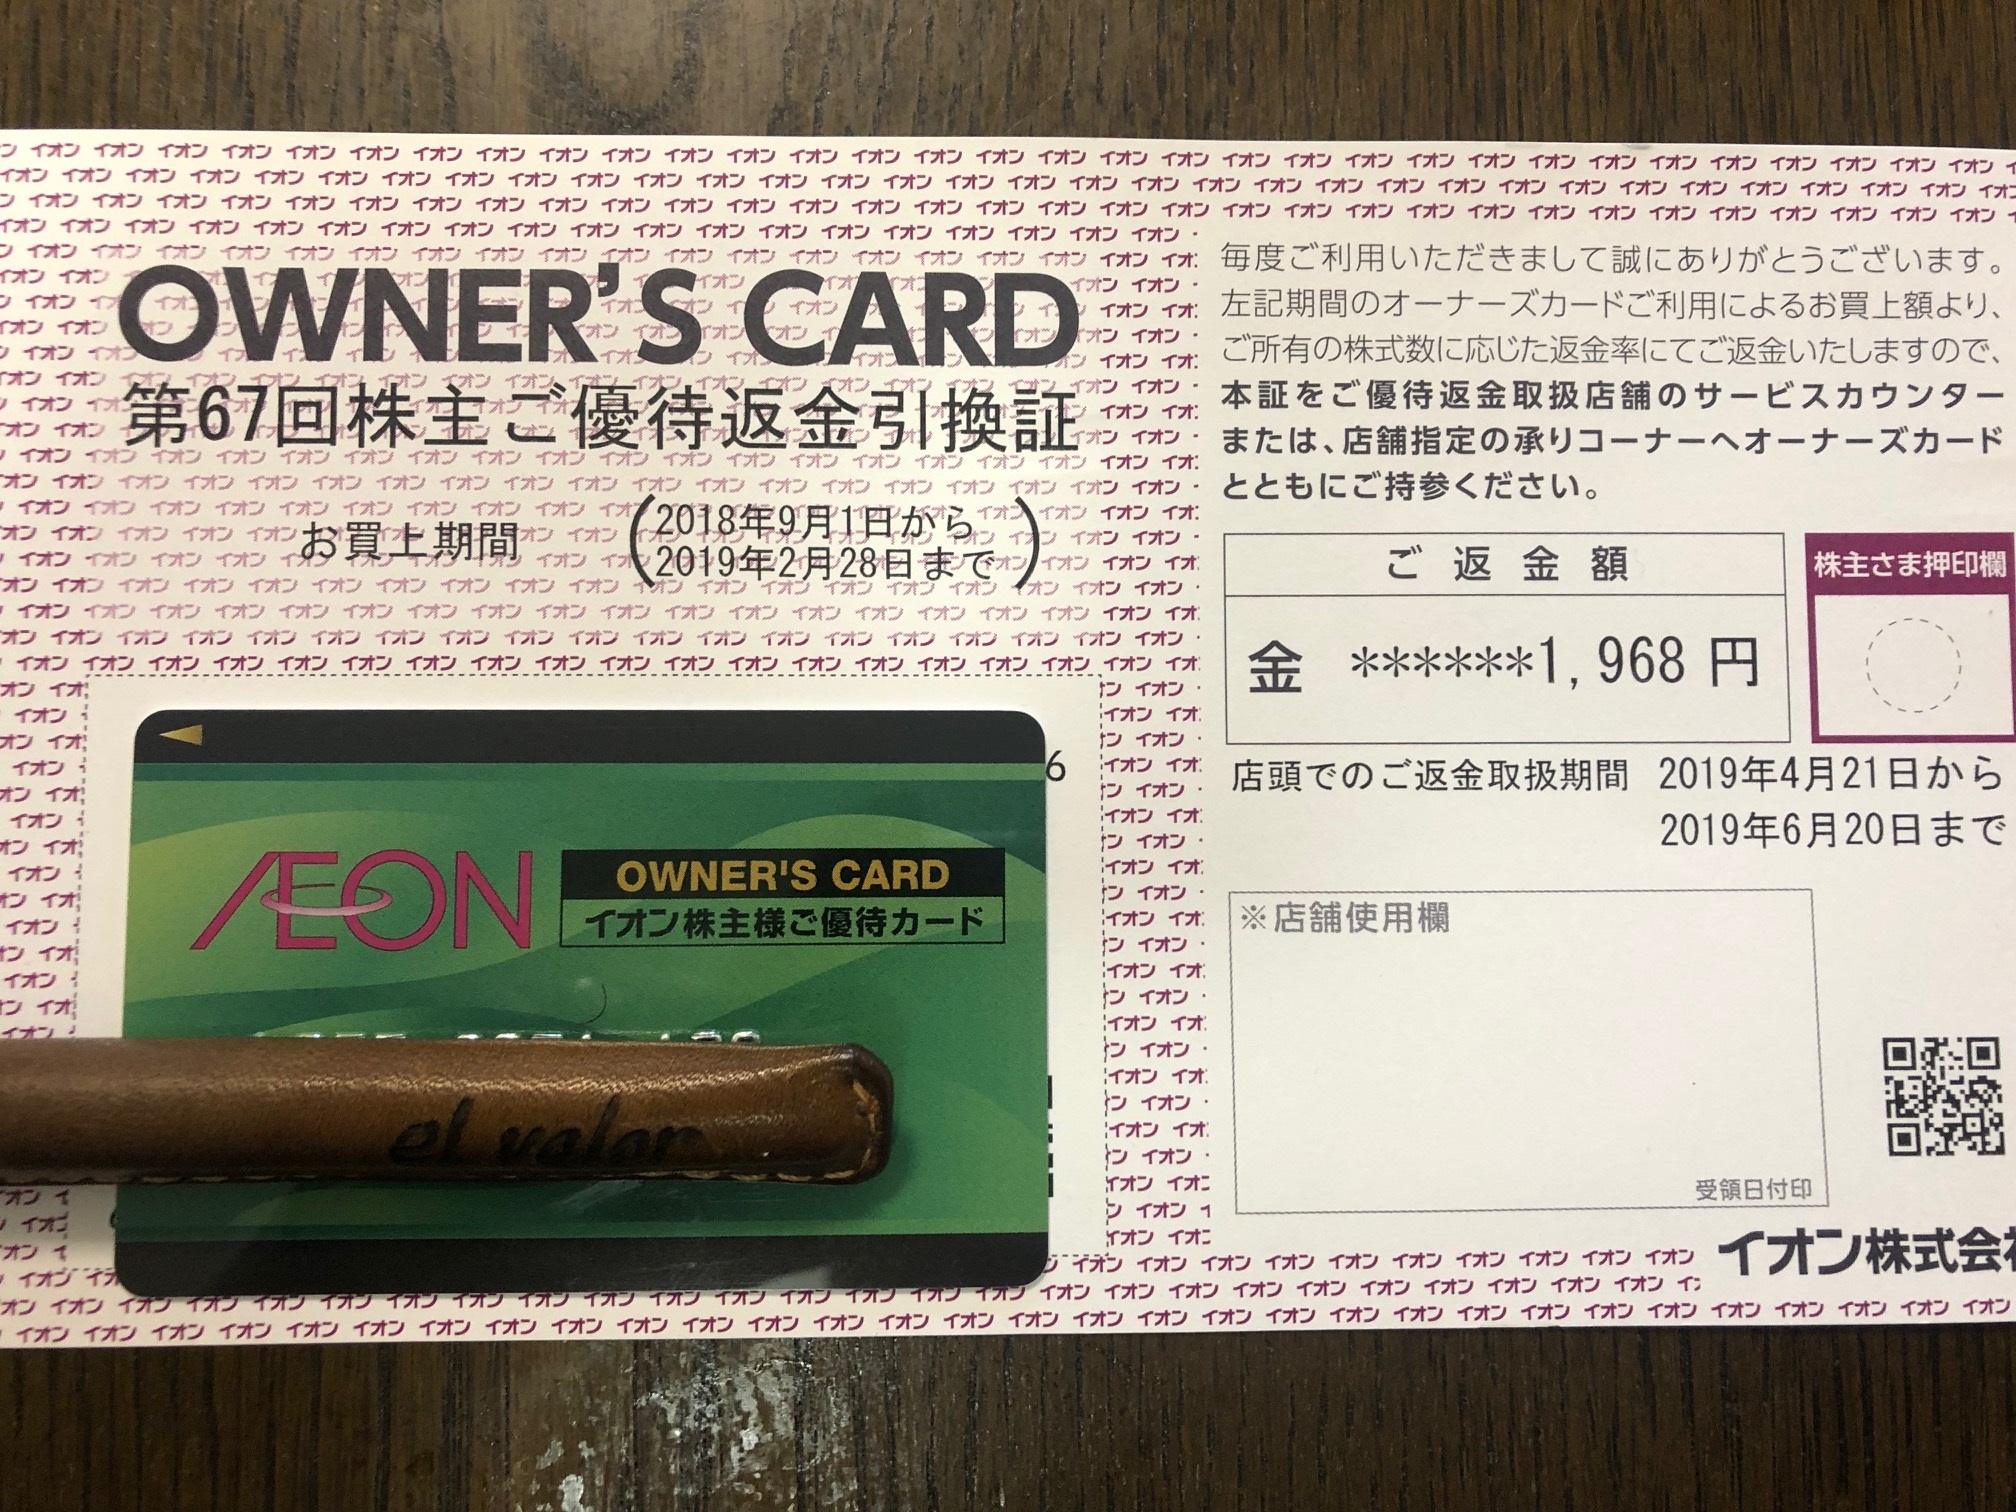 OWNER'S CARD
第67回株主ご優待返金引換証
お買上期間
2018年9月1日から
2019年2月28日まで
毎度ご利用いただきまして誠にありがとうございます。
左記期間のオーナーズカードご利用によるお買上額より、
ご所有の株式数に応じた返金率にてご返金いたしますので、
本証をご優待返金取扱店舗のサービスカウンター
または、店舗指定の承りコーナーへオーナーズカード
とともにご持参ください。
ご返金額
金 ******1,968 円
株主さま押印欄
店頭でのご返金取扱期間 2019年4月21日から
2019年6月20日まで
※店舗使用欄
受領日付印
イオン株式会
6
ÆON
OWNER'S CARD
イオン株主様ご優待カード
el valor